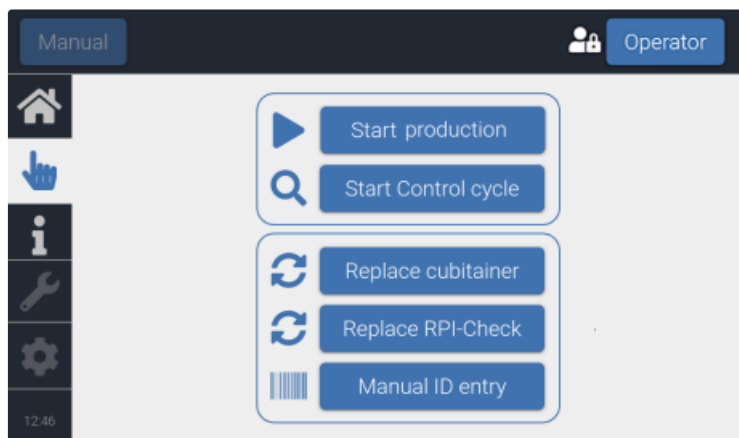 Manual
Operator
Start production
Start Control cycle
Replace cubitainer
Replace RPI-Check
Manual ID entry
12:46